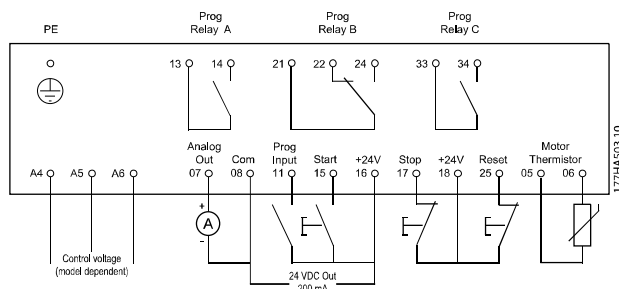 PE
Prog
Relay A
Prog
Relay B
Prog
Relay C
13
14
21
22
24
33
34
Analog
Out
Com
Prog
Input
Start
+24V
Stop
+24V
Reset
Motor
Thermistor
A4
A5
A6
07
08
11
15
16
17
18
25
05
06
+
A
-
Control voltage
(model dependent)
24 VDC Out
200 mA
177HA503.10